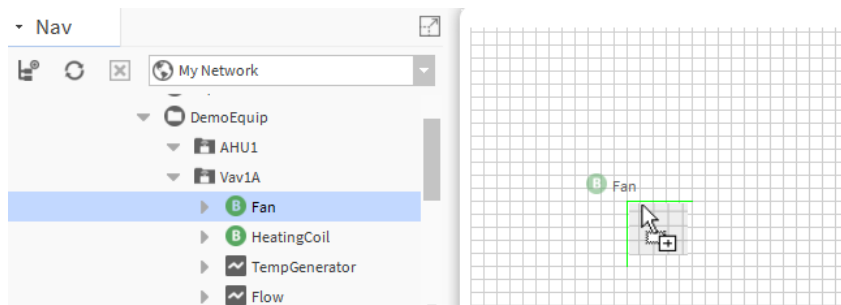 Nav
My Network
DemoEquip
AHU1
Vav1A
B Fan
B HeatingCoil
TempGenerator
Flow
B Fan